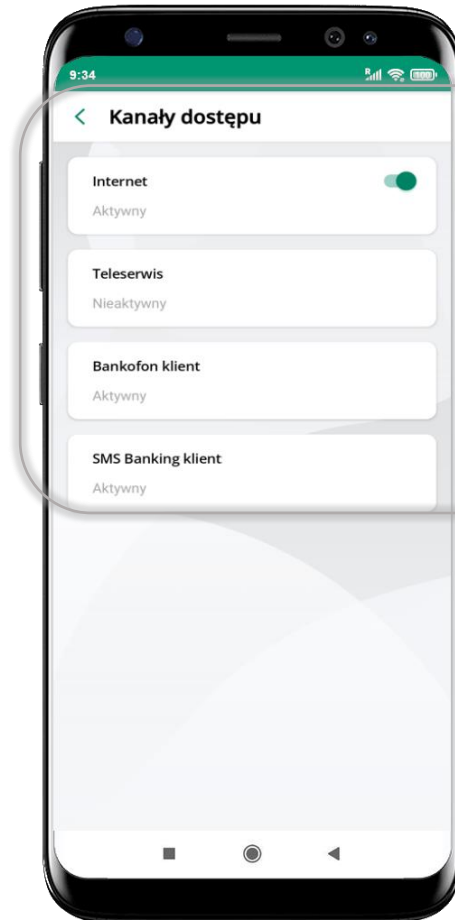 9:34
Kanały dostępu
Internet
Aktywny
Teleserwis
Nieaktywny
Bankofon klient
Aktywny
SMS Banking klient
Aktywny